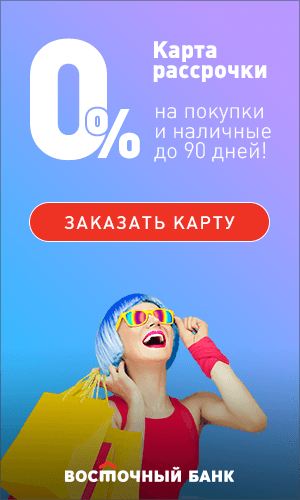 0%
Карта
рассрочки
на покупки
и наличные
до 90 дней!
ЗАКАЗАТЬ КАРТУ
ВОСТОЧНЫЙ БАНК